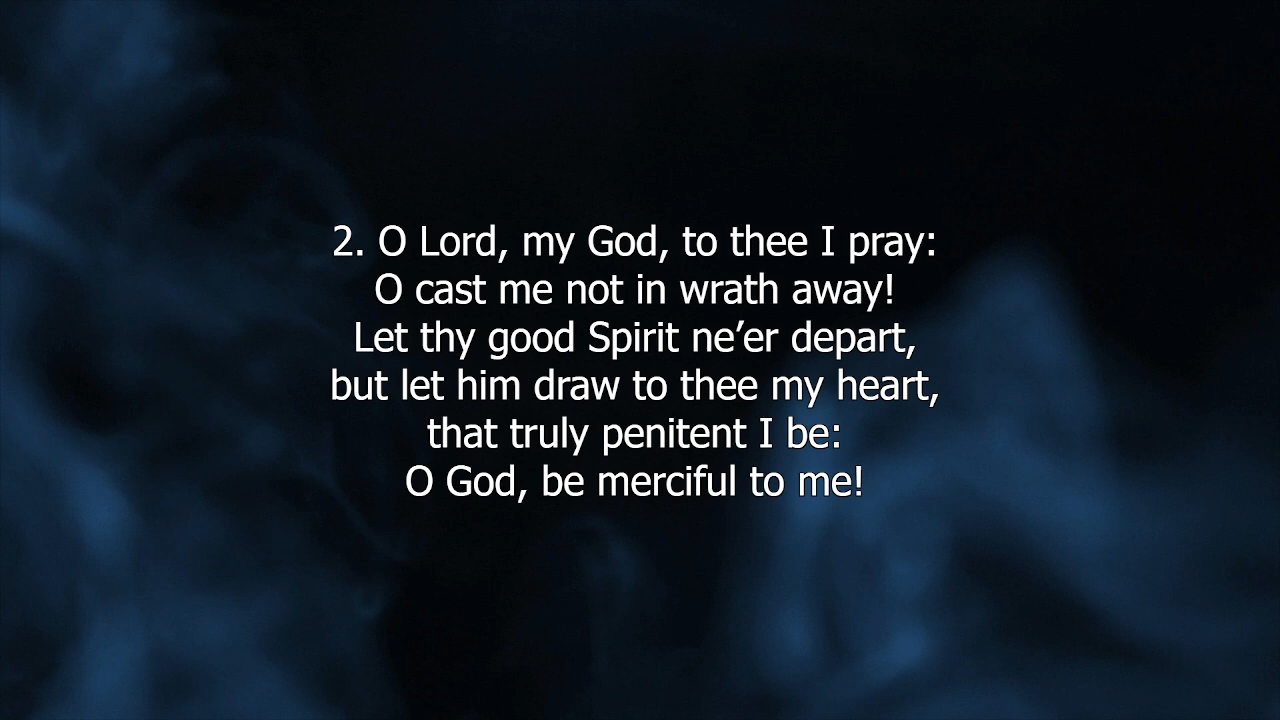 2. O Lord, my God, to thee I pray:
O cast me not in wrath away!
Let thy good Spirit ne’er depart,
but let him draw to thee my heart,
that truly penitent I be:
O God, be merciful to me!